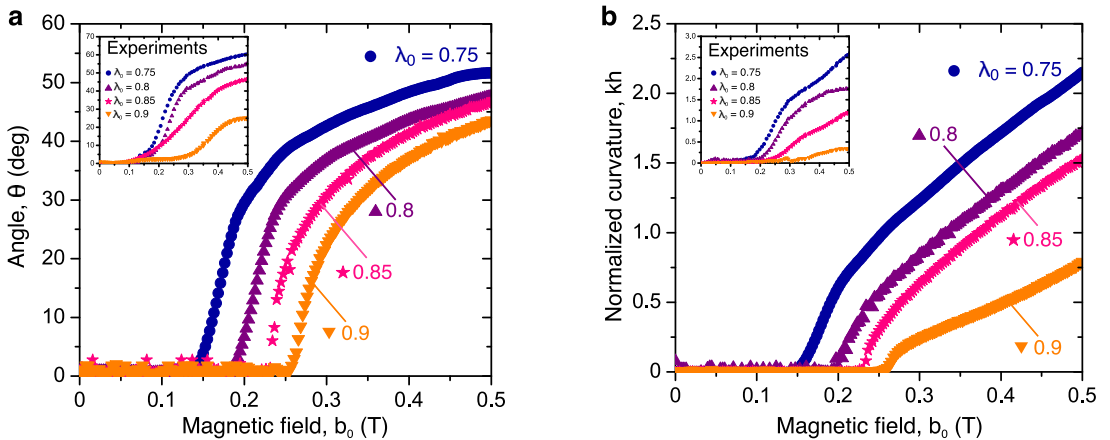 a
60
50
40
30
20
10
0
Angle, θ (deg)
0 0.1 0.2 0.3 0.4 0.5
Magnetic field, b₀ (T)
λ₀ = 0.75
0.8
0.85
0.9
Experiments
λ₀ = 0.75
λ₀ = 0.8
λ₀ = 0.85
λ₀ = 0.9
70
60
50
40
30
20
10
0
0 0.1 0.2 0.3 0.4 0.5
b
2.5
2.0
1.5
1.0
0.5
0
Normalized curvature, kh
0 0.1 0.2 0.3 0.4 0.5
Magnetic field, b₀ (T)
λ₀ = 0.75
0.8
0.85
0.9
Experiments
λ₀ = 0.75
λ₀ = 0.8
λ₀ = 0.85
λ₀ = 0.9
3.0
2.5
2.0
1.5
1.0
0.5
0
0 0.1 0.2 0.3 0.4 0.5